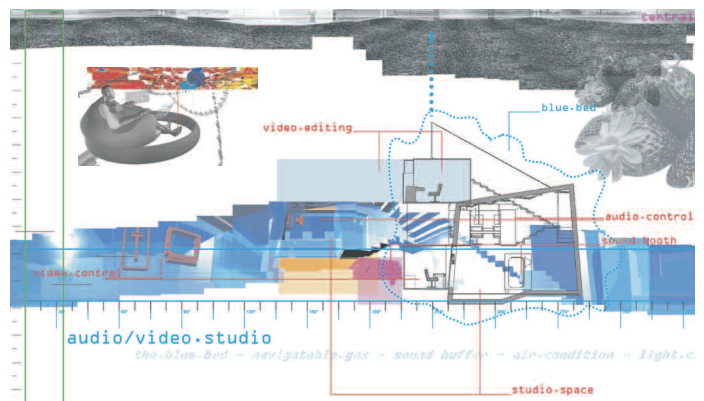 central
blue.bed
video.editing
audio.control
sound.booth
video.control
audio/video.studio
the.blue.bed - navigatable.gas - sound buffer - air.condition - light.c
studio.space